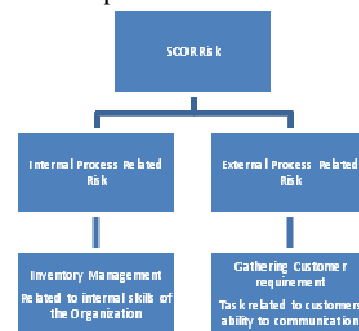 SCOR Risk
Internal Process Related
Risk
External Process Related
Risk
Inventory Management
Related to internal skills of
the Organization
Gathering Customer
requirement
Task related to customers
ability to communication